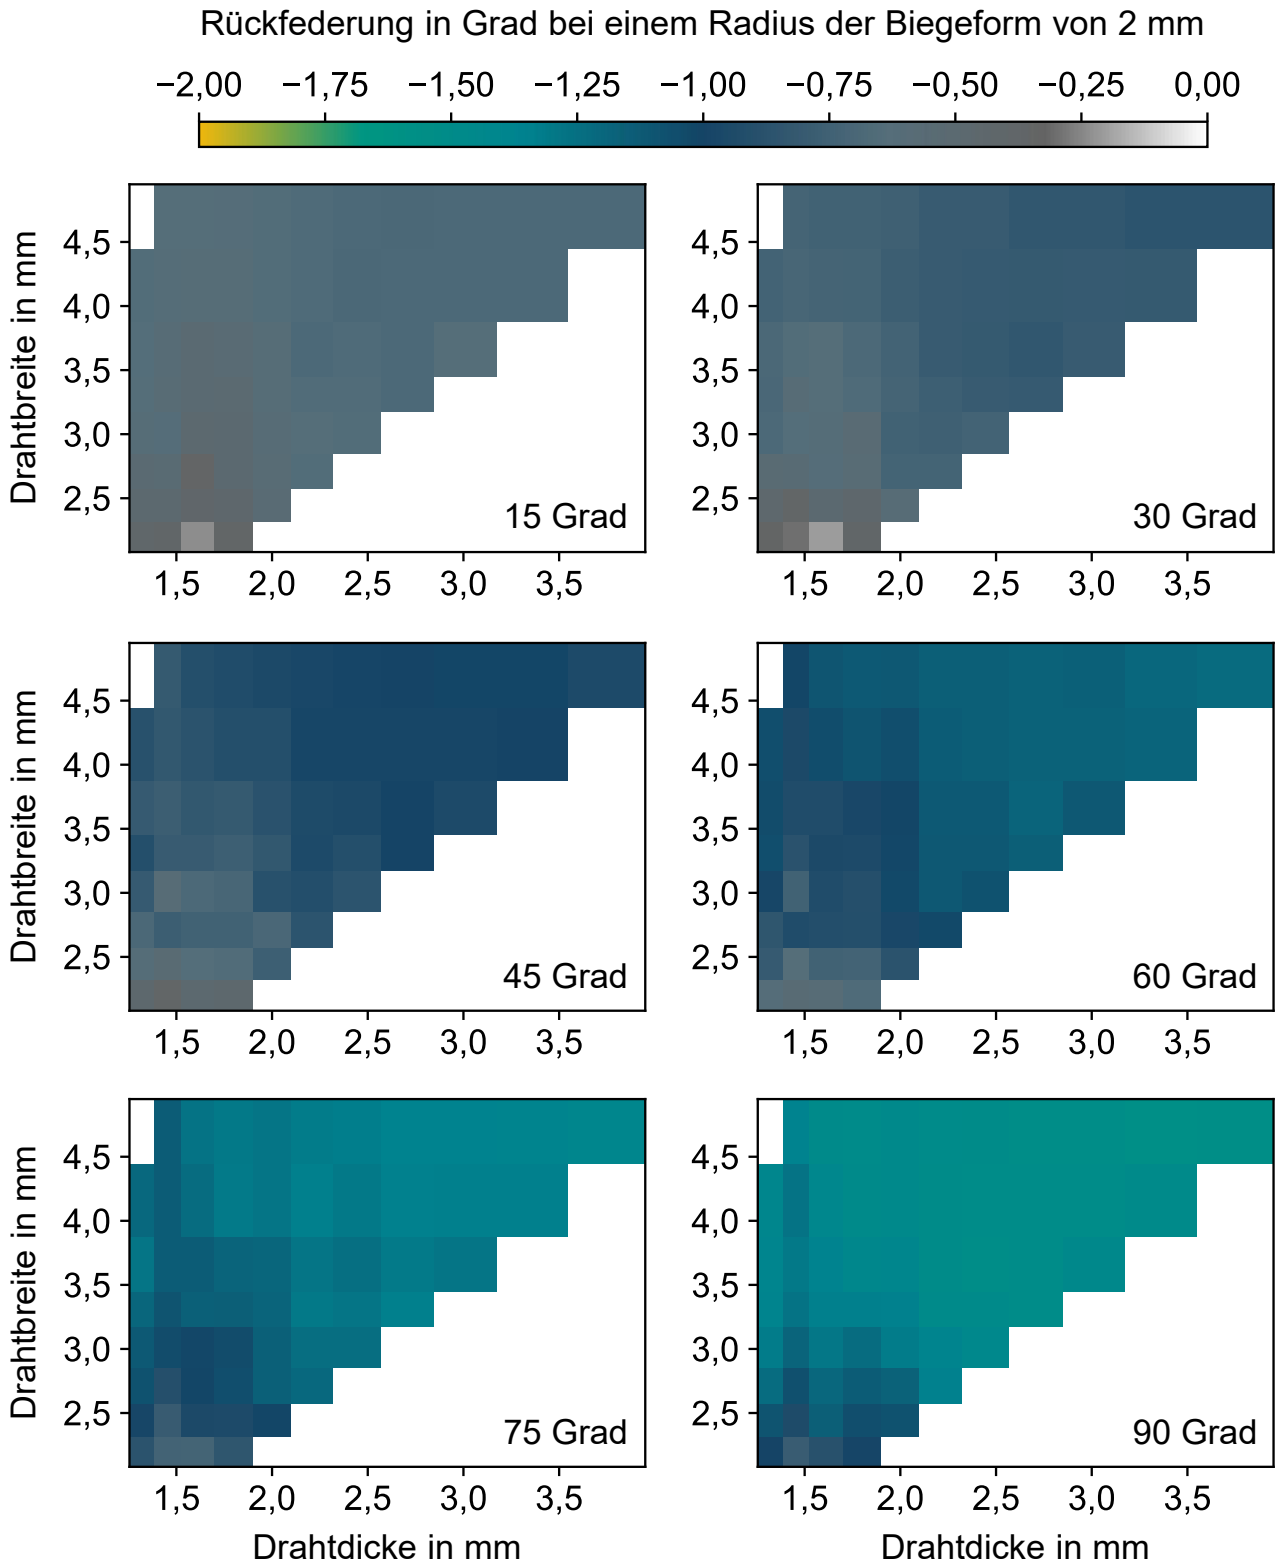 Rückfederung in Grad bei einem Radius der Biegeform von 2 mm
−2,00 −1,75 −1,50 −1,25 −1,00 −0,75 −0,50 −0,25 0,00
Drahtbreite in mm
4,5
4,0
3,5
3,0
2,5
15 Grad
1,5 2,0 2,5 3,0 3,5
4,5
4,0
3,5
3,0
2,5
30 Grad
1,5 2,0 2,5 3,0 3,5
Drahtbreite in mm
4,5
4,0
3,5
3,0
2,5
45 Grad
1,5 2,0 2,5 3,0 3,5
4,5
4,0
3,5
3,0
2,5
60 Grad
1,5 2,0 2,5 3,0 3,5
Drahtbreite in mm
4,5
4,0
3,5
3,0
2,5
75 Grad
1,5 2,0 2,5 3,0 3,5
Drahtdicke in mm
4,5
4,0
3,5
3,0
2,5
90 Grad
1,5 2,0 2,5 3,0 3,5
Drahtdicke in mm